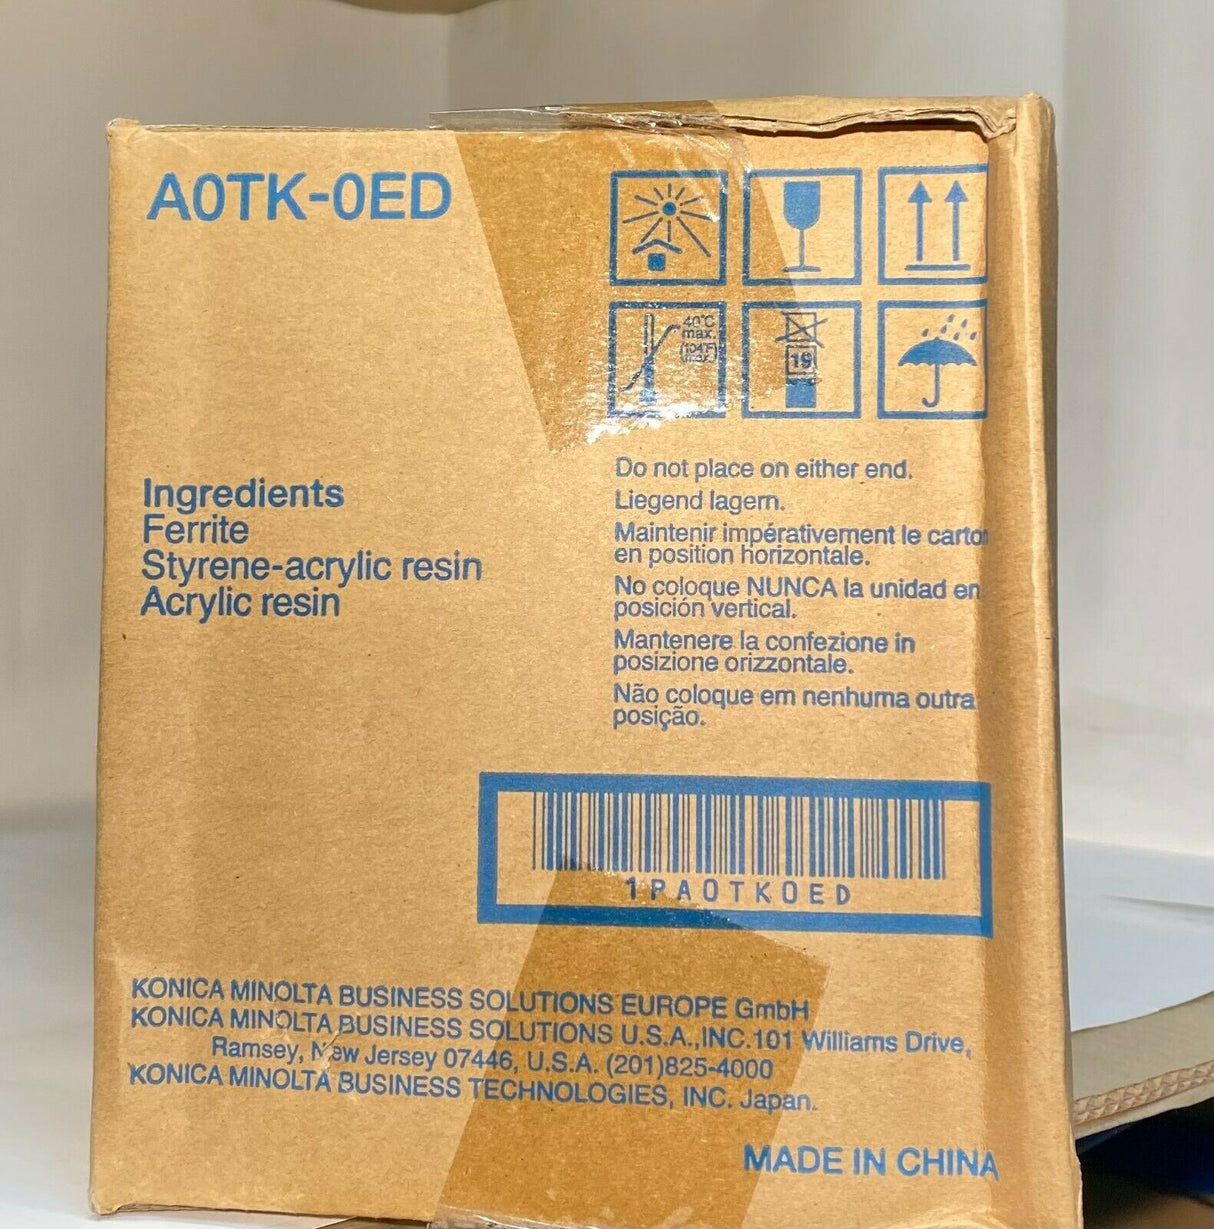 A0TK-0ED
40°C
max.
(104°F)
max.
19
Ingredients
Ferrite
Styrene-acrylic resin
Acrylic resin
Do not place on either end.
Liegend lagern.
Maintenir impérativement le carton
en position horizontale.
No coloque NUNCA la unidad en
posición vertical.
Mantenere la confezione in
posizione orizzontale.
Não coloque em nenhuma outra
posição.
1PA0TK0ED
KONICA MINOLTA BUSINESS SOLUTIONS EUROPE GmbH
KONICA MINOLTA BUSINESS SOLUTIONS U.S.A.,INC.101 Williams Drive,
Ramsey, New Jersey 07446, U.S.A. (201)825-4000
KONICA MINOLTA BUSINESS TECHNOLOGIES, INC. Japan.
MADE IN CHINA